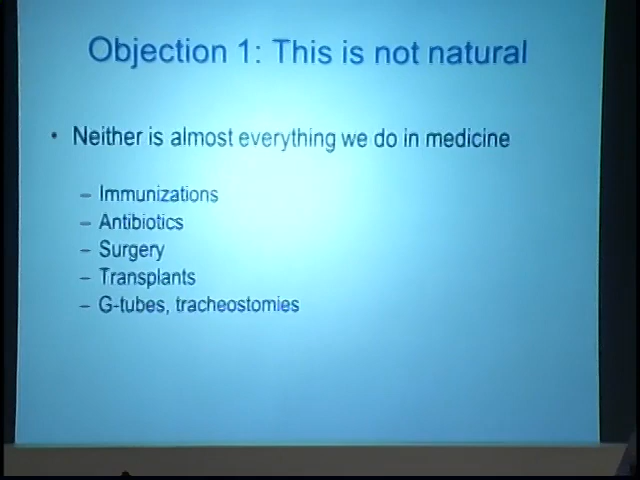 Objection 1: This is not natural
• Neither is almost everything we do in medicine
– Immunizations
– Antibiotics
– Surgery
– Transplants
– G-tubes, tracheostomies